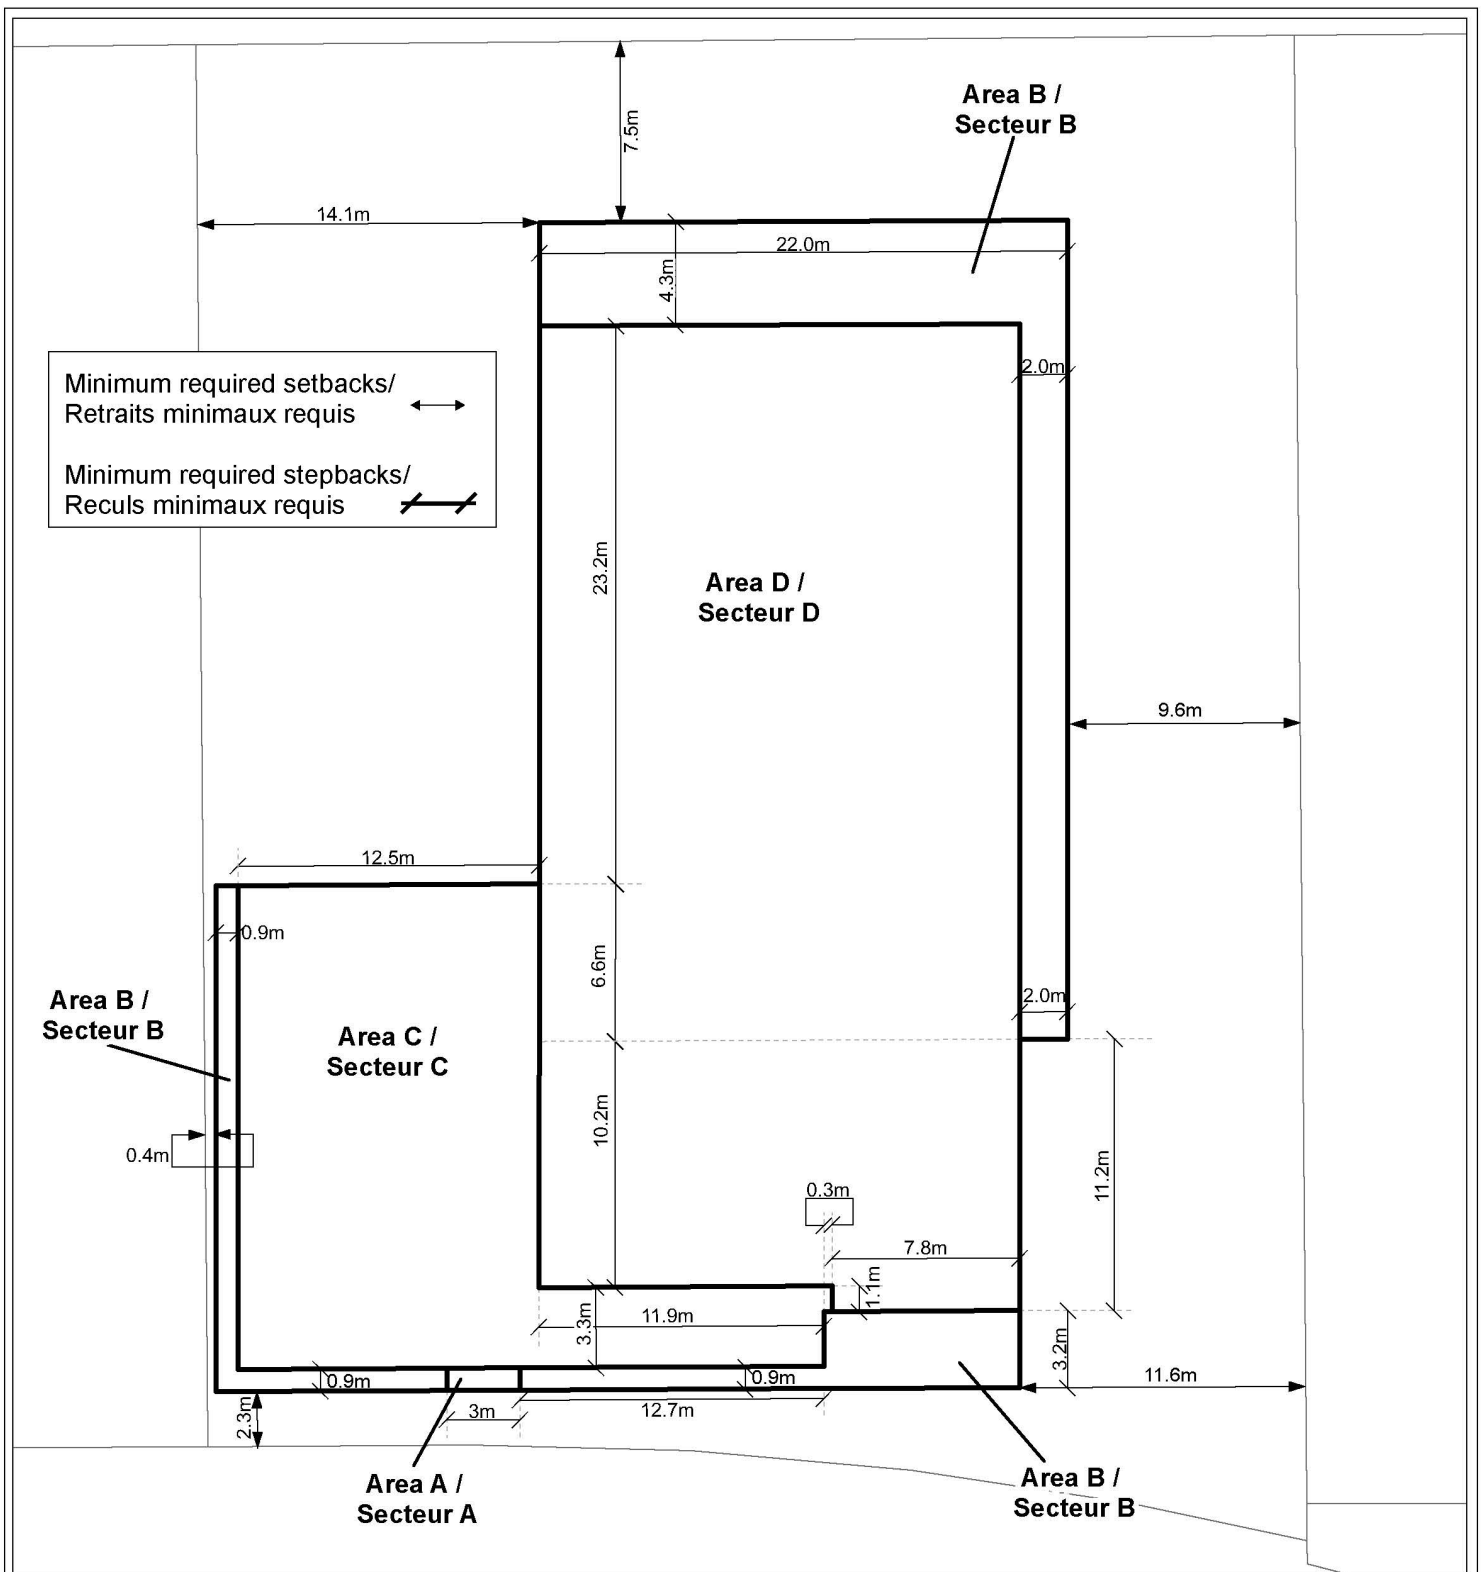 Area B /
Secteur B
7.5m
14.1m
22.0m
4.3m
2.0m
Minimum required setbacks/
Retraits minimaux requis
Minimum required stepbacks/
Reculs minimaux requis
23.2m
Area D /
Secteur D
9.6m
12.5m
0.9m
6.6m
2.0m
Area B /
Secteur B
Area C /
Secteur C
10.2m
0.4m
11.2m
0.3m
7.8m
1.1m
11.9m
3.3m
3.2m
0.9m
0.9m
11.6m
2.3m
3m
12.7m
Area A /
Secteur A
Area B /
Secteur B